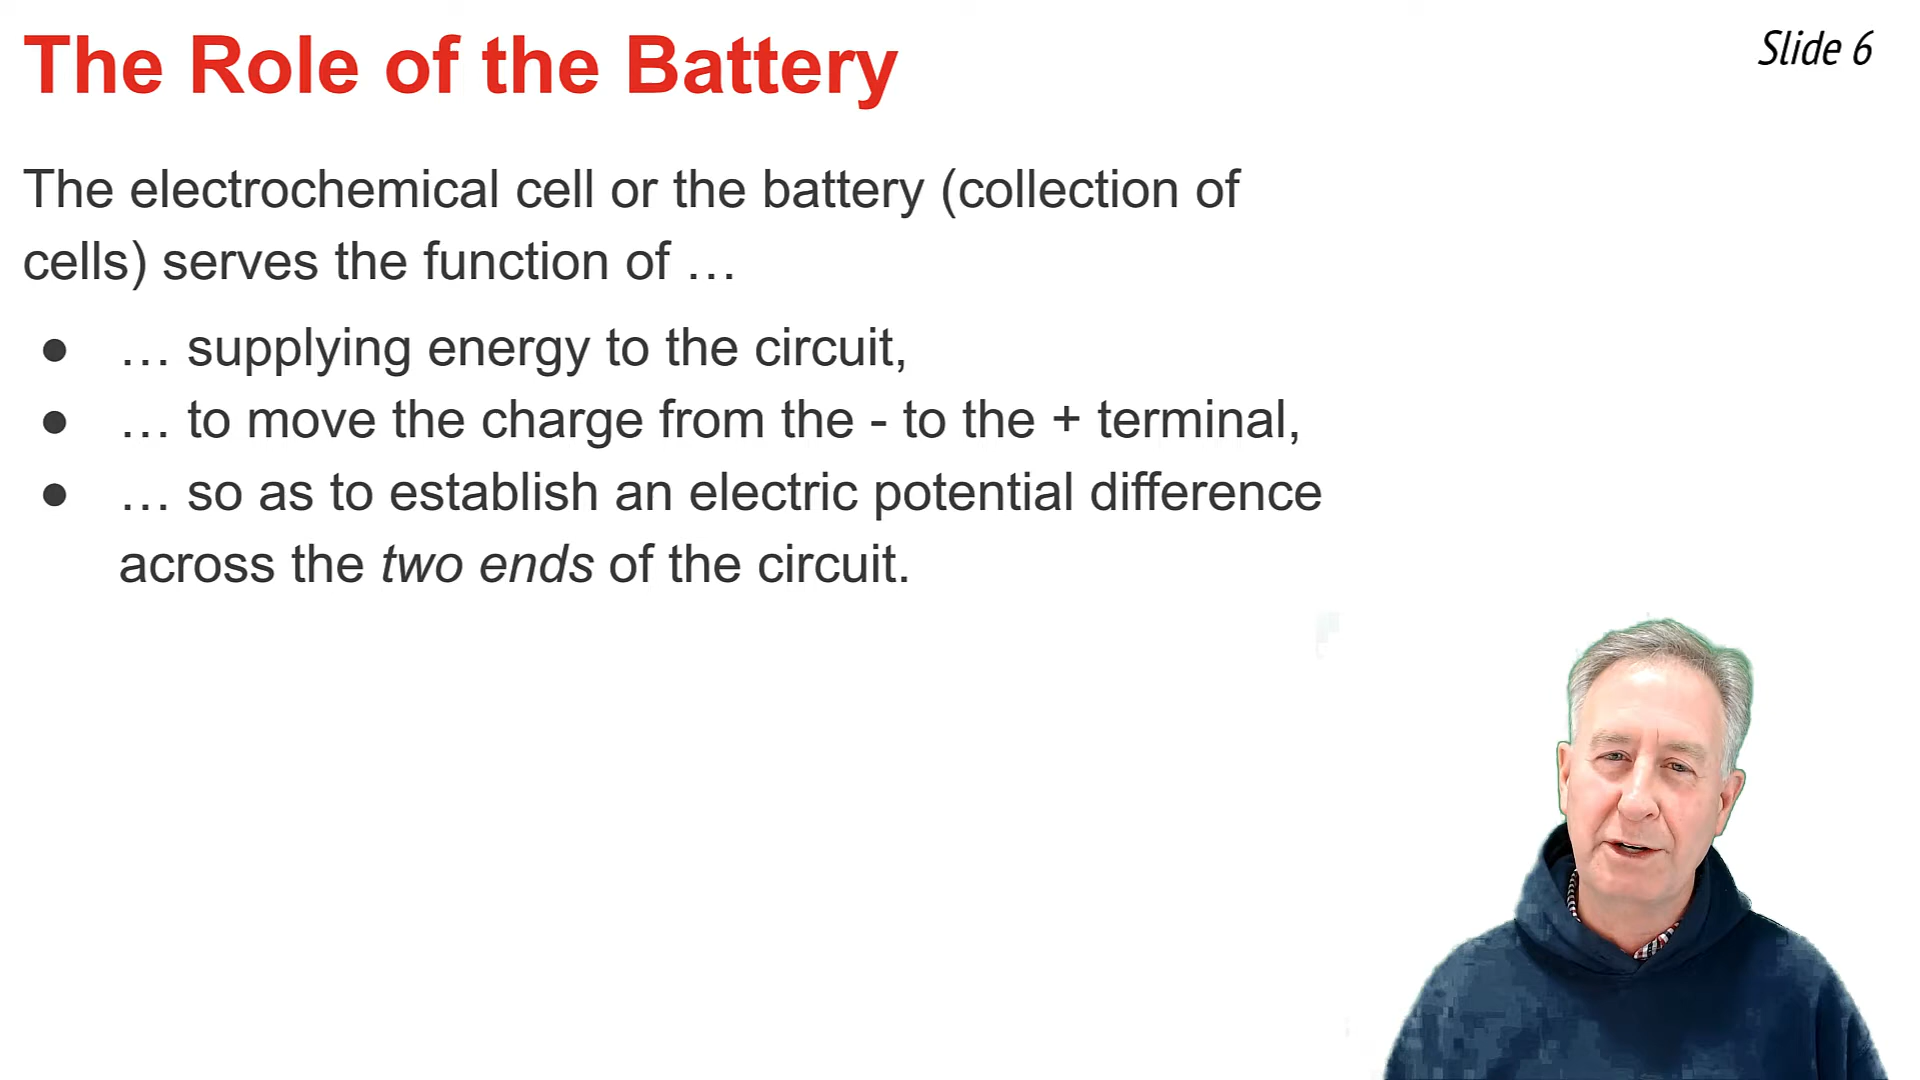 The Role of the Battery
Slide 6
The electrochemical cell or the battery (collection of
cells) serves the function of …
● … supplying energy to the circuit,
● … to move the charge from the - to the + terminal,
● … so as to establish an electric potential difference
across the two ends of the circuit.